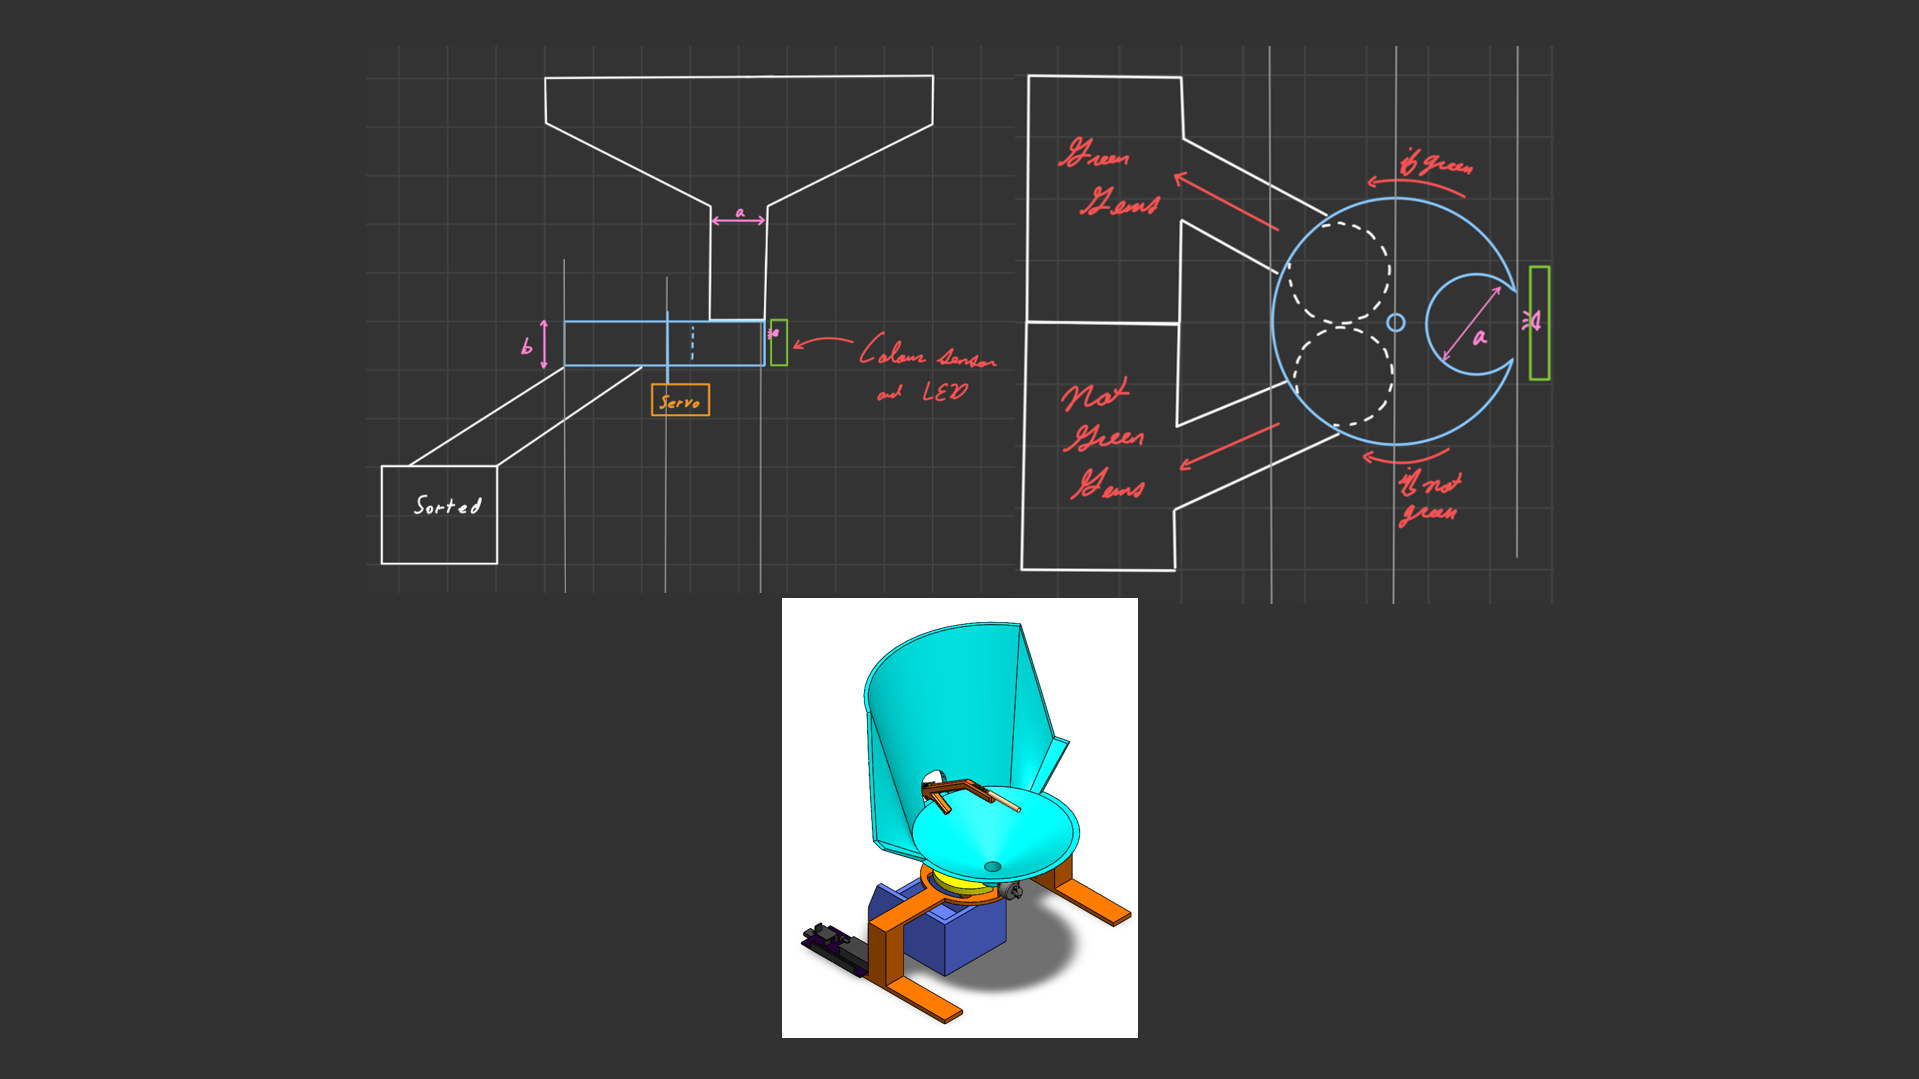 a
b
Servo
Colour sensor
and LED
Sorted
Green
Gems
if green
a
Not
Green
Gems
if not
green